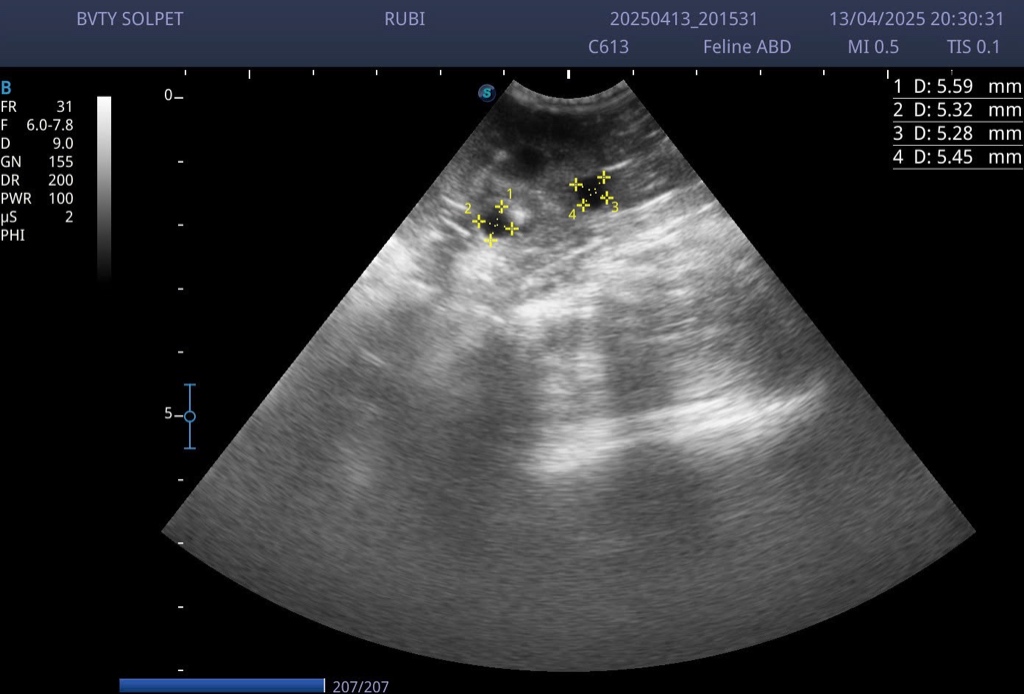 BVTY SOLPET RUBI 20250413_201531 13/04/2025 20:30:31
C613 Feline ABD MI 0.5 TIS 0.1
B
FR 31
F 6.0-7.8
D 9.0
GN 155
DR 200
PWR 100
µS 2
PHI
0
S
5
1 D: 5.59 mm
2 D: 5.32 mm
3 D: 5.28 mm
4 D: 5.45 mm
1
2
3
4
207/207